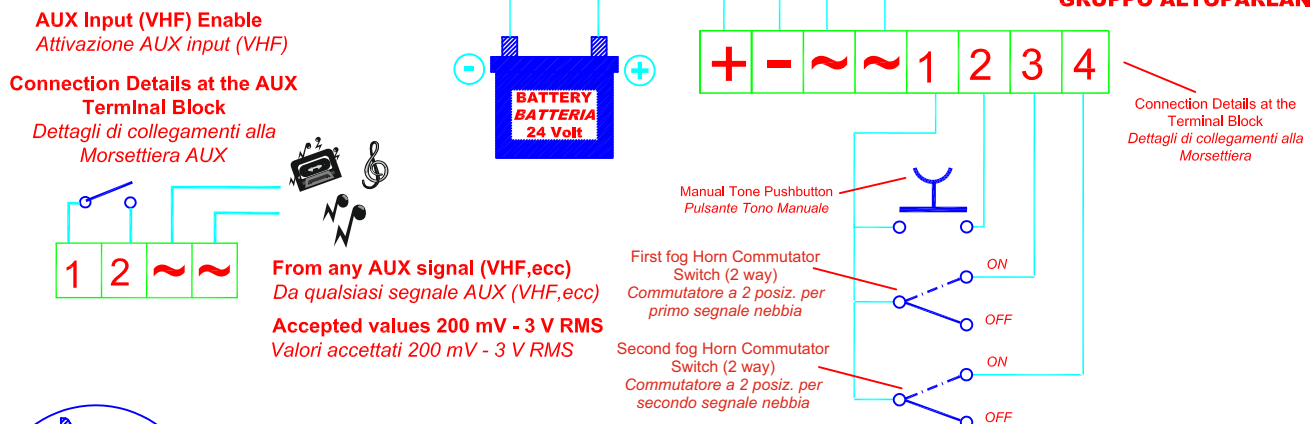 GRUPPO ALTOPARLAN
AUX Input (VHF) Enable
Attivazione AUX input (VHF)
Connection Details at the AUX
TermInal Block
Dettagli di collegamenti alla
Morsettiera AUX
1 2 ~ ~
From any AUX signal (VHF,ecc)
Da qualsiasi segnale AUX (VHF,ecc)
Accepted values 200 mV - 3 V RMS
Valori accettati 200 mV - 3 V RMS
- +
BATTERY
BATTERIA
24 Volt
+ - ~ ~ 1 2 3 4
Connection Details at the
Terminal Block
Dettagli di collegamenti alla
Morsettiera
Manual Tone Pushbutton
Pulsante Tono Manuale
First fog Horn Commutator
Switch (2 way)
Commutatore a 2 posiz. per
primo segnale nebbia
ON
OFF
Second fog Horn Commutator
Switch (2 way)
Commutatore a 2 posiz. per
secondo segnale nebbia
ON
OFF